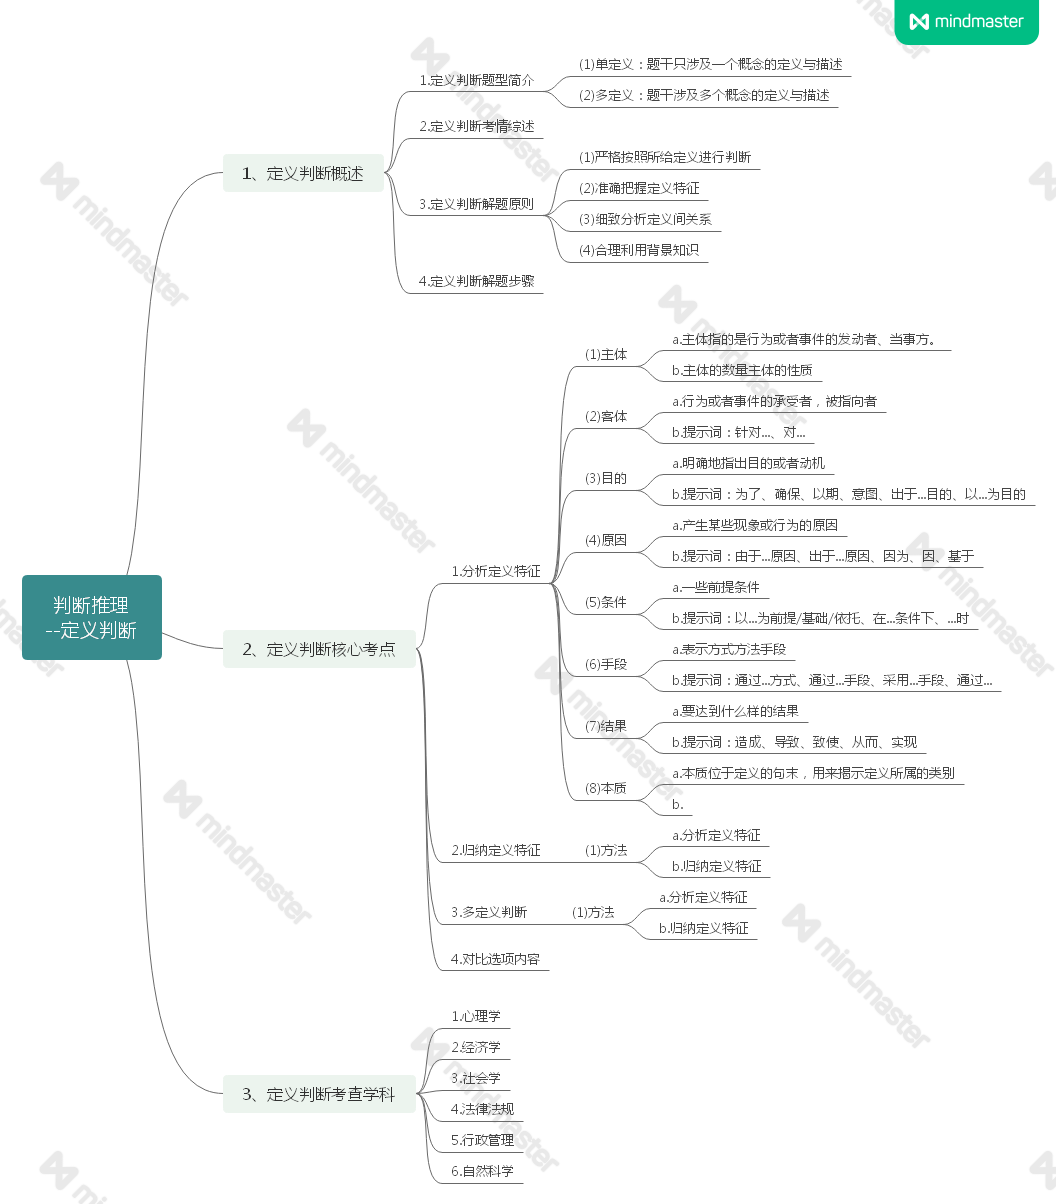 mindmaster
判断推理
--定义判断
1、定义判断概述
1.定义判断题型简介
(1)单定义：题干只涉及一个概念的定义与描述
(2)多定义：题干涉及多个概念的定义与描述
2.定义判断考情综述
3.定义判断解题原则
(1)严格按照所给定义进行判断
(2)准确把握定义特征
(3)细致分析定义间关系
(4)合理利用背景知识
4.定义判断解题步骤
2、定义判断核心考点
1.分析定义特征
(1)主体
a.主体指的是行为或者事件的发动者、当事方。
b.主体的数量主体的性质
(2)客体
a.行为或者事件的承受者，被指向者
b.提示词：针对...、对...
(3)目的
a.明确地指出目的或者动机
b.提示词：为了、确保、以期、意图、出于...目的、以...为目的
(4)原因
a.产生某些现象或行为的原因
b.提示词：由于...原因、出于...原因、因为、因、基于
(5)条件
a.一些前提条件
b.提示词：以...为前提/基础/依托、在...条件下、...时
(6)手段
a.表示方式方法手段
b.提示词：通过...方式、通过...手段、采用...手段、通过...
(7)结果
a.要达到什么样的结果
b.提示词：造成、导致、致使、从而、实现
(8)本质
a.本质位于定义的句末，用来揭示定义所属的类别
b.
2.归纳定义特征
(1)方法
a.分析定义特征
b.归纳定义特征
3.多定义判断
(1)方法
a.分析定义特征
b.归纳定义特征
4.对比选项内容
3、定义判断考查学科
1.心理学
2.经济学
3.社会学
4.法律法规
5.行政管理
6.自然科学